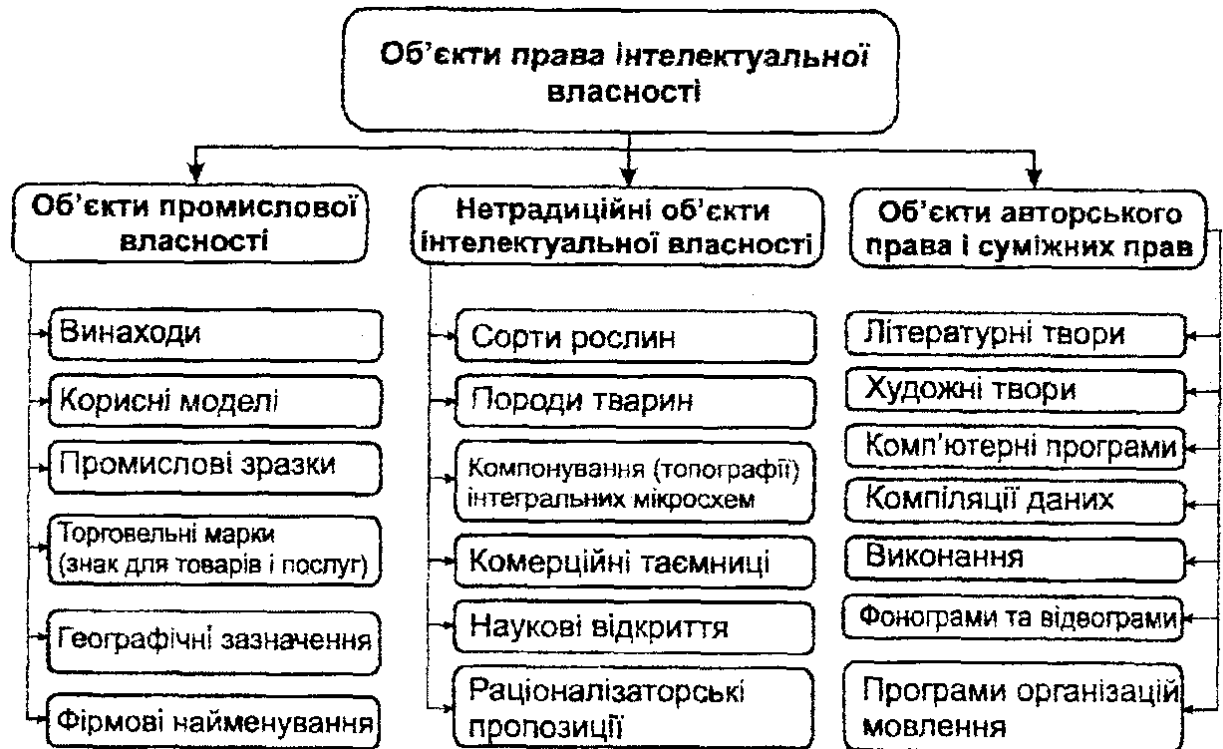 Об’єкти права інтелектуальної
власності
Об’єкти промислової
власності
Винаходи
Корисні моделі
Промислові зразки
Торговельні марки
(знак для товарів і послуг)
Географічні зазначення
Фірмові найменування
Нетрадиційні об’єкти
інтелектуальної власності
Сорти рослин
Породи тварин
Компонування (топографії)
інтегральних мікросхем
Комерційні таємниці
Наукові відкриття
Раціоналізаторські
пропозиції
Об’єкти авторського
права і суміжних прав
Літературні твори
Художні твори
Комп’ютерні програми
Компіляції даних
Виконання
Фонограми та відеограми
Програми організацій
мовлення